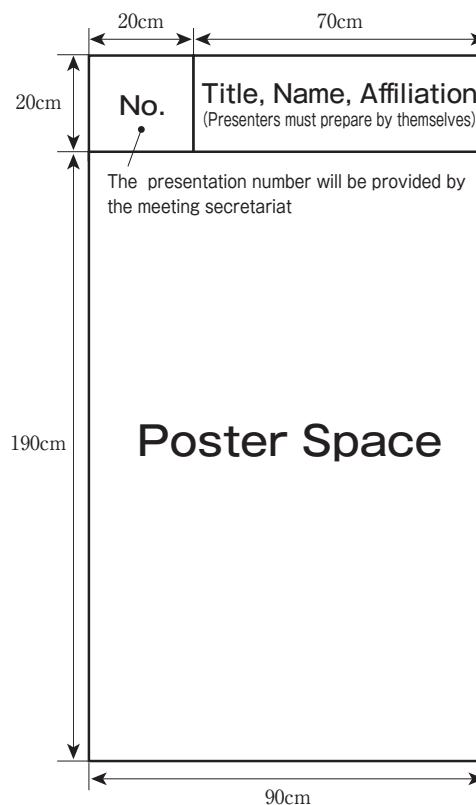 20cm 70cm
20cm
No.
Title, Name, Affiliation
(Presenters must prepare by themselves)
The presentation number will be provided by
the meeting secretariat
190cm
Poster Space
90cm